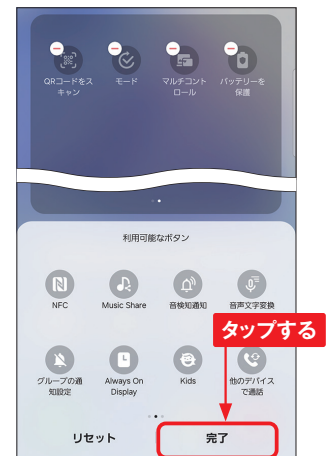 QRコードをス
キャン
モード
マルチコント
ロール
バッテリーを
保護
利用可能なボタン
NFC
Music Share
音検知通知
音声文字変換
タップする
グループの通
知設定
Always On
Display
Kids
他のデバイス
で通話
リセット
完了